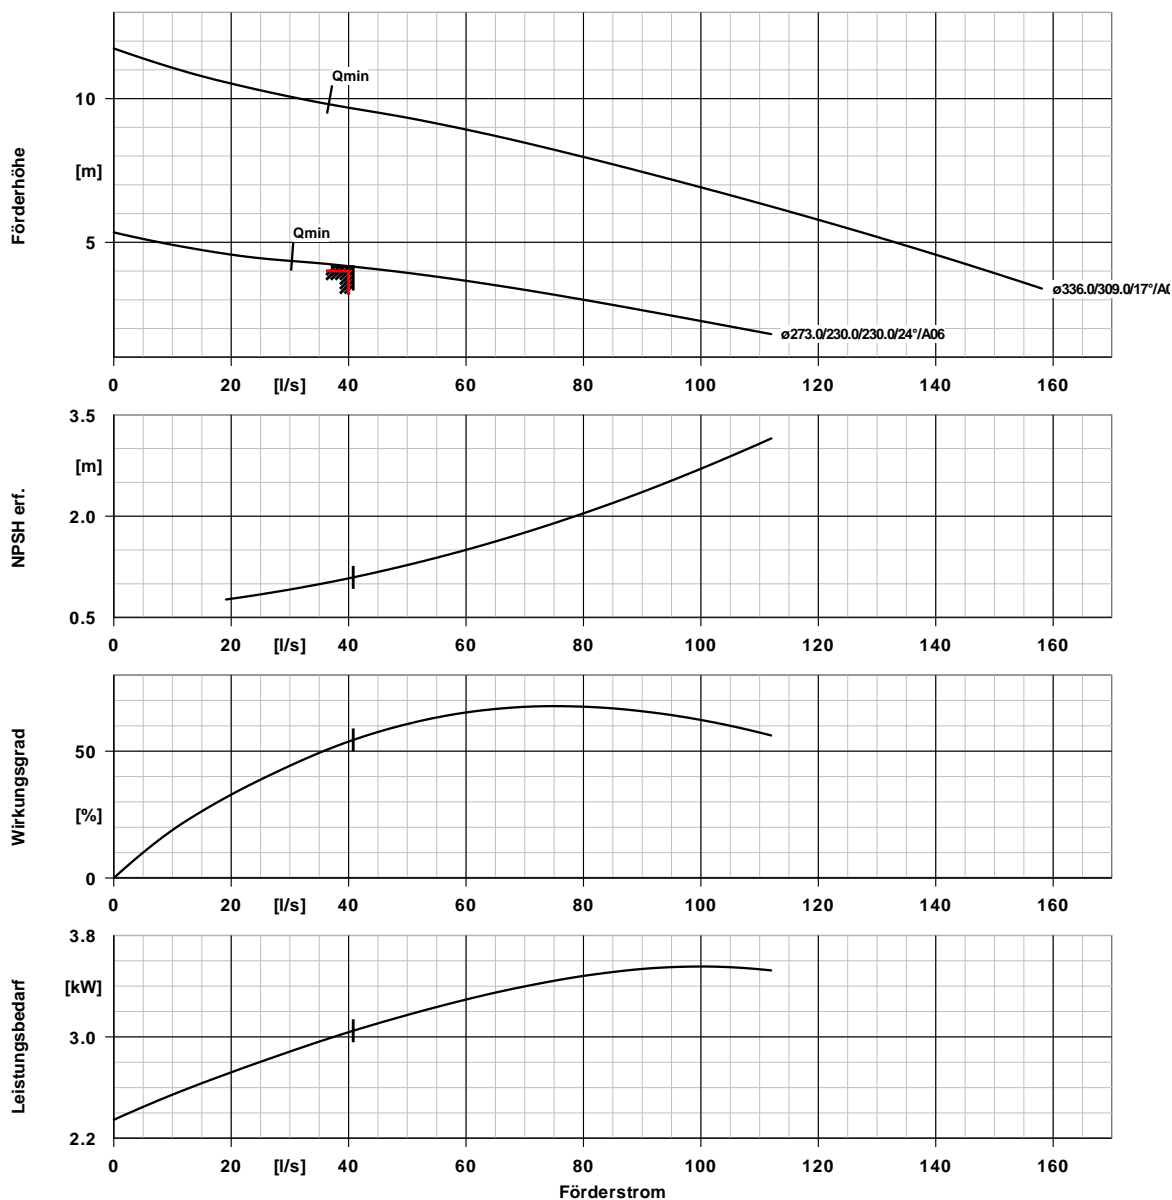 Förderhöhe
[m]
10
5
Qmin
Qmin
ø336.0/309.0/17°/A0
ø273.0/230.0/230.0/24°/A06
0 20 [l/s] 40 60 80 100 120 140 160
NPSH erf.
3.5
[m]
2.0
0.5
0 20 [l/s] 40 60 80 100 120 140 160
Wirkungsgrad
50
[%]
0
0 20 [l/s] 40 60 80 100 120 140 160
Leistungsbedarf
3.8
[kW]
3.0
2.2
0 20 [l/s] 40 60 80 100 120 140 160
Förderstrom